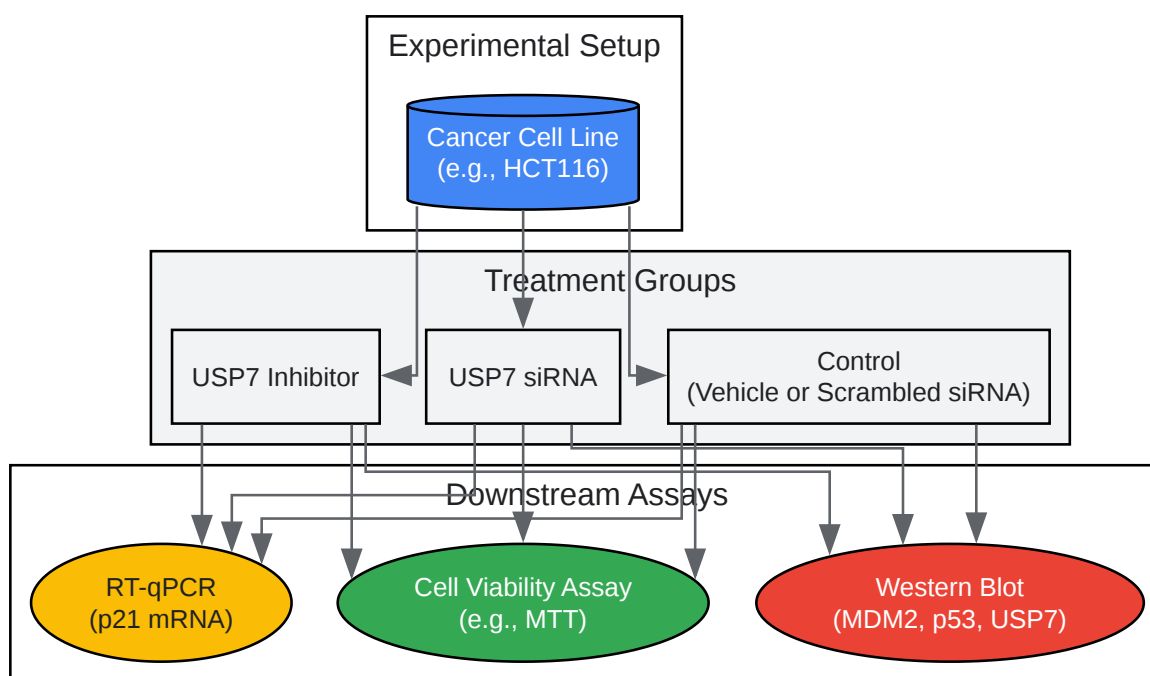 Experimental Setup
Cancer Cell Line
(e.g., HCT116)
Treatment Groups
USP7 Inhibitor
USP7 siRNA
Control
(Vehicle or Scrambled siRNA)
Downstream Assays
RT-qPCR
(p21 mRNA)
Cell Viability Assay
(e.g., MTT)
Western Blot
(MDM2, p53, USP7)